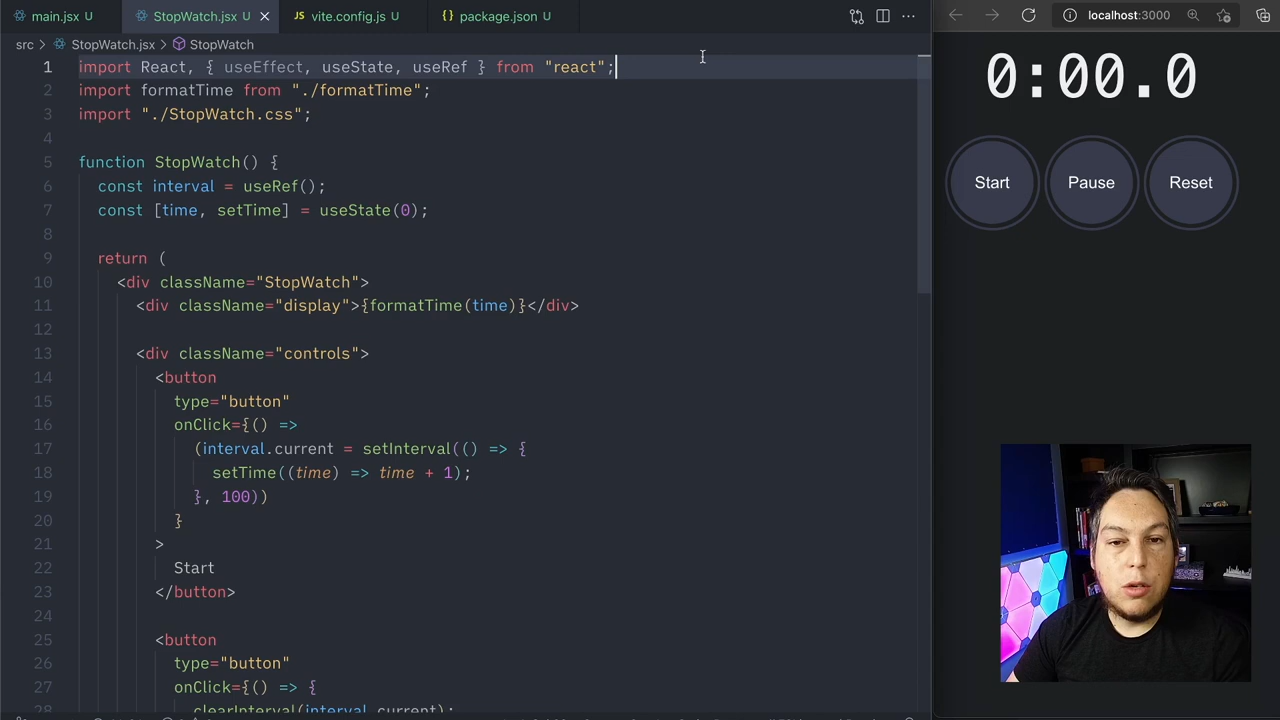 main.jsx U StopWatch.jsx U vite.config.js U package.json U
src StopWatch.jsx StopWatch
1 import React, { useEffect, useState, useRef } from "react";
2 import formatTime from "./formatTime";
3 import "./StopWatch.css";
4
5 function StopWatch() {
6 const interval = useRef();
7 const [time, setTime] = useState(0);
8
9 return (
10 <div className="StopWatch">
11 <div className="display">{formatTime(time)}</div>
12
13 <div className="controls">
14 <button
15 type="button"
16 onClick={() =>
17 (interval.current = setInterval(() => {
18 setTime((time) => time + 1);
19 }, 100))
20 }
21 >
22 Start
23 </button>
24
25 <button
26 type="button"
27 onClick={() => {
28 clearInterval(interval.current);
localhost:3000
0:00.0
Start Pause Reset